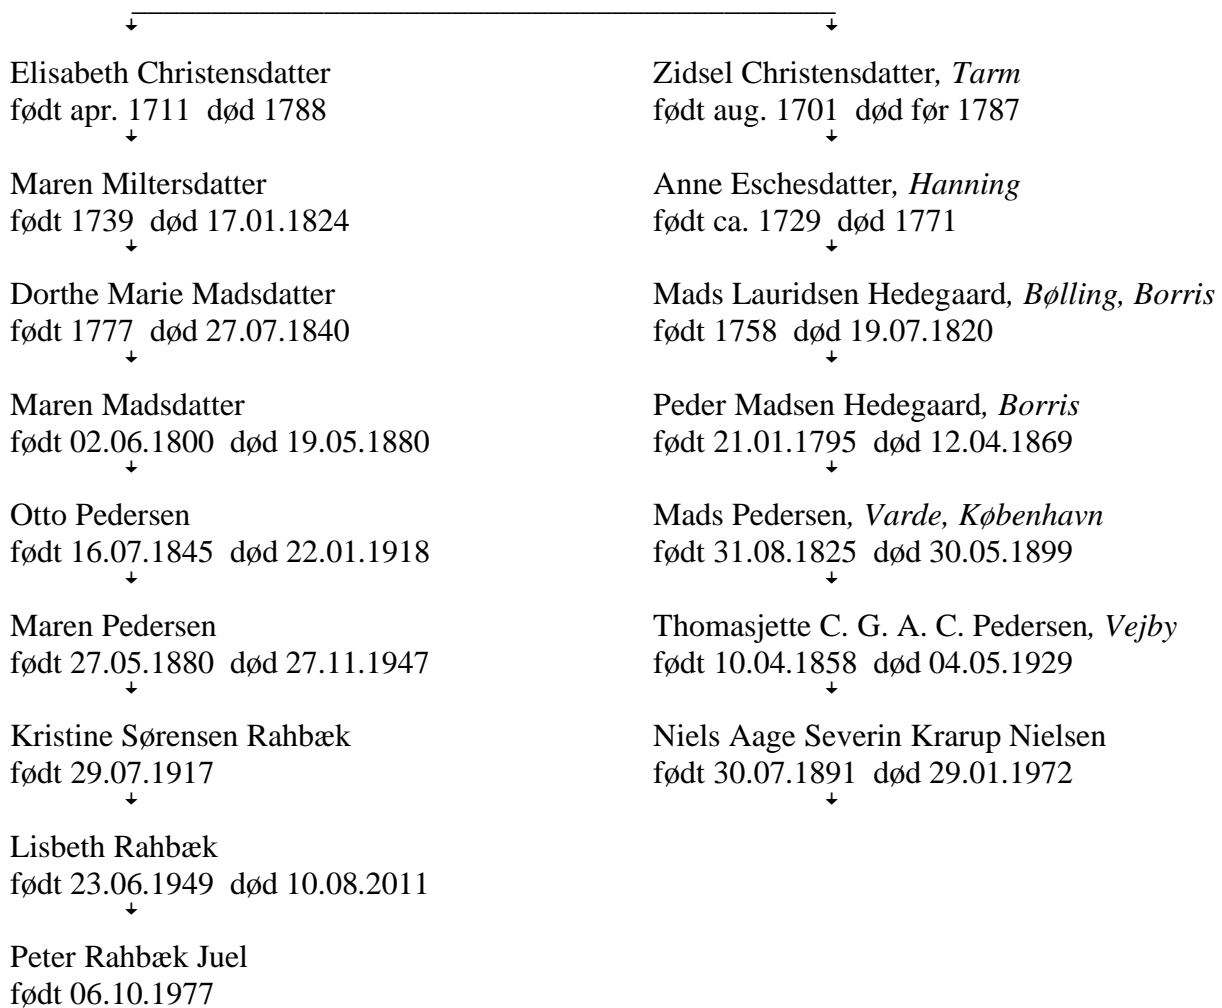 Elisabeth Christensdatter
født apr. 1711 død 1788
Maren Miltersdatter
født 1739 død 17.01.1824
Dorthe Marie Madsdatter
født 1777 død 27.07.1840
Maren Madsdatter
født 02.06.1800 død 19.05.1880
Otto Pedersen
født 16.07.1845 død 22.01.1918
Maren Pedersen
født 27.05.1880 død 27.11.1947
Kristine Sørensen Rahbæk
født 29.07.1917
Lisbeth Rahbæk
født 23.06.1949 død 10.08.2011
Peter Rahbæk Juel
født 06.10.1977
Zidsel Christensdatter, Tarm
født aug. 1701 død før 1787
Anne Eschesdatter, Hanning
født ca. 1729 død 1771
Mads Lauridsen Hedegaard, Bølling, Borris
født 1758 død 19.07.1820
Peder Madsen Hedegaard, Borris
født 21.01.1795 død 12.04.1869
Mads Pedersen, Varde, København
født 31.08.1825 død 30.05.1899
Thomasjette C. G. A. C. Pedersen, Vejby
født 10.04.1858 død 04.05.1929
Niels Aage Severin Krarup Nielsen
født 30.07.1891 død 29.01.1972